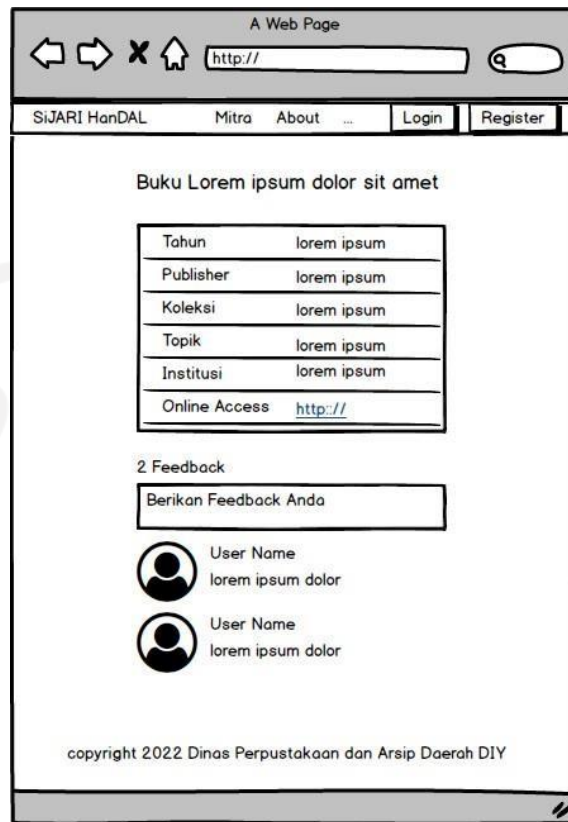 A Web Page
http://
SiJARI HanDAL Mitra About ... Login Register
Buku Lorem ipsum dolor sit amet
Tahun lorem ipsum
Publisher lorem ipsum
Koleksi lorem ipsum
Topik lorem ipsum
Institusi lorem ipsum
Online Access http:://
2 Feedback
Berikan Feedback Anda
User Name
lorem ipsum dolor
User Name
lorem ipsum dolor
copyright 2022 Dinas Perpustakaan dan Arsip Daerah DIY